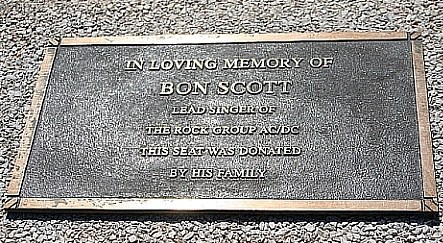 IN LOVING MEMORY OF
BON SCOTT
LEAD SINGER OF
THE ROCK GROUP AC/DC
THIS SEAT WAS DONATED
BY HIS FAMILY